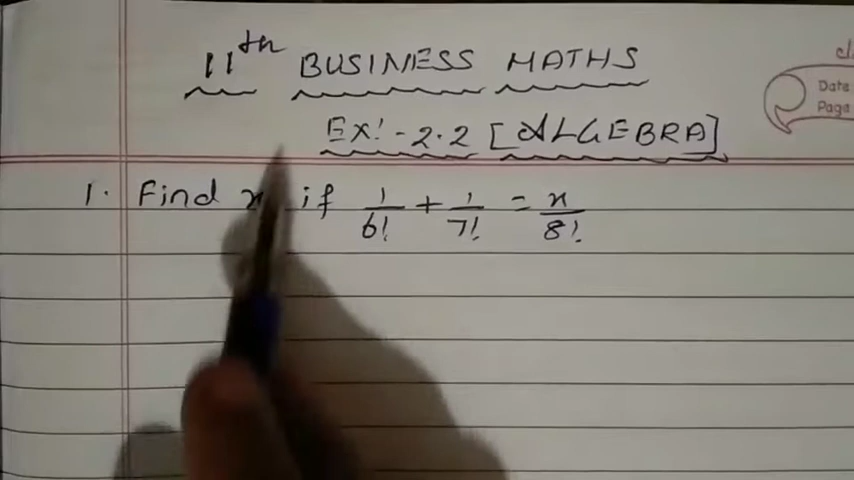 11th BUSINESS MATHS
Ex! - 2.2 [ALGEBRA]
Date
Page
1. Find x if 1/6! + 1/7! = x/8!